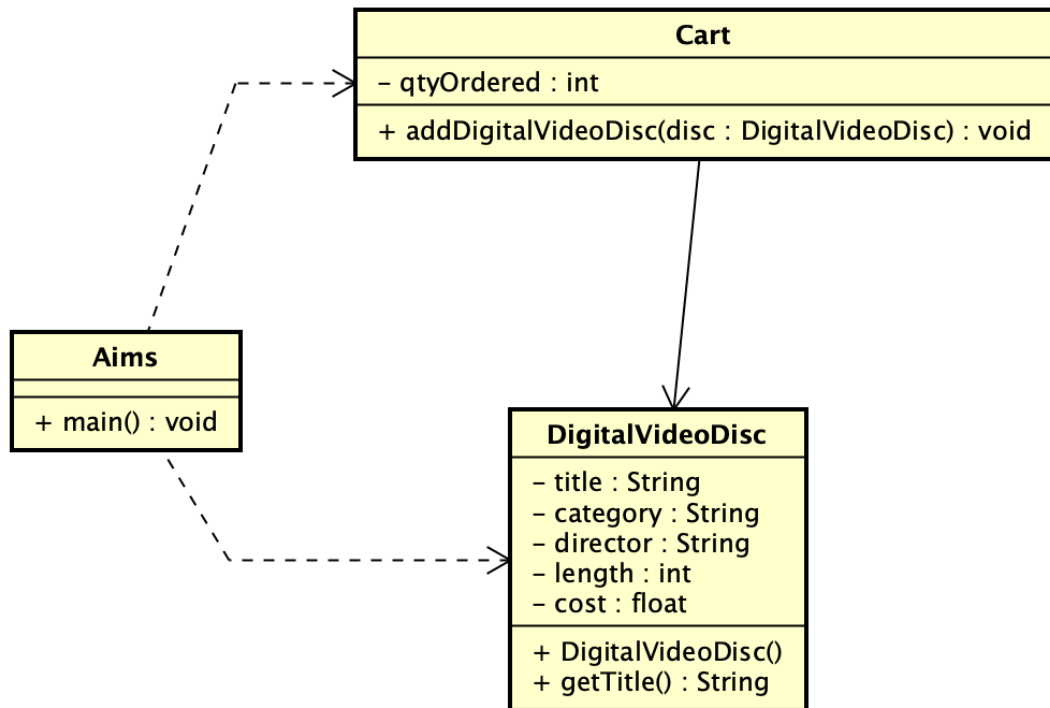 Cart
– qtyOrdered : int
+ addDigitalVideoDisc(disc : DigitalVideoDisc) : void
Aims
+ main() : void
DigitalVideoDisc
– title : String
– category : String
– director : String
– length : int
– cost : float
+ DigitalVideoDisc()
+ getTitle() : String